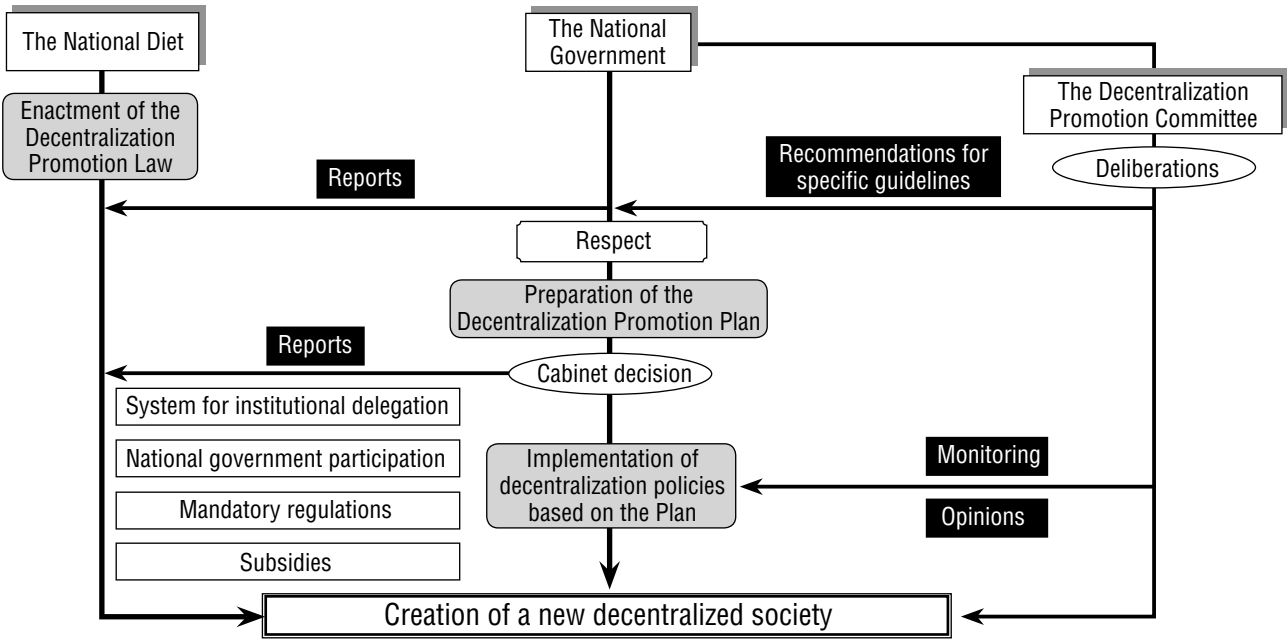 The National Diet
The National
Government
The Decentralization
Promotion Committee
Enactment of the
Decentralization
Promotion Law
Deliberations
Recommendations for
specific guidelines
Reports
Respect
Preparation of the
Decentralization Promotion Plan
Reports
Cabinet decision
System for institutional delegation
National government participation
Mandatory regulations
Subsidies
Implementation of
decentralization policies
based on the Plan
Monitoring
Opinions
Creation of a new decentralized society